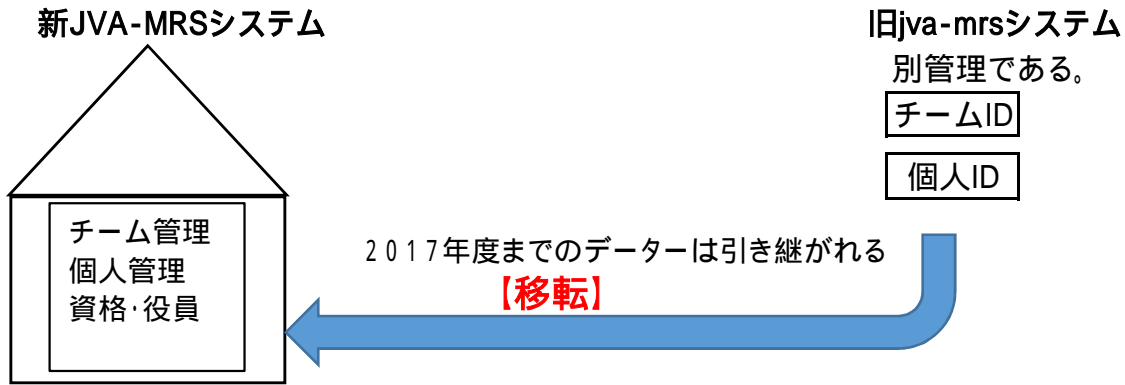 新JVA-MRSシステム
旧jva-mrsシステム
別管理である。
チームID
個人ID
チーム管理
個人管理
資格･役員
２０１７年度までのデーターは引き継がれる
【移転】